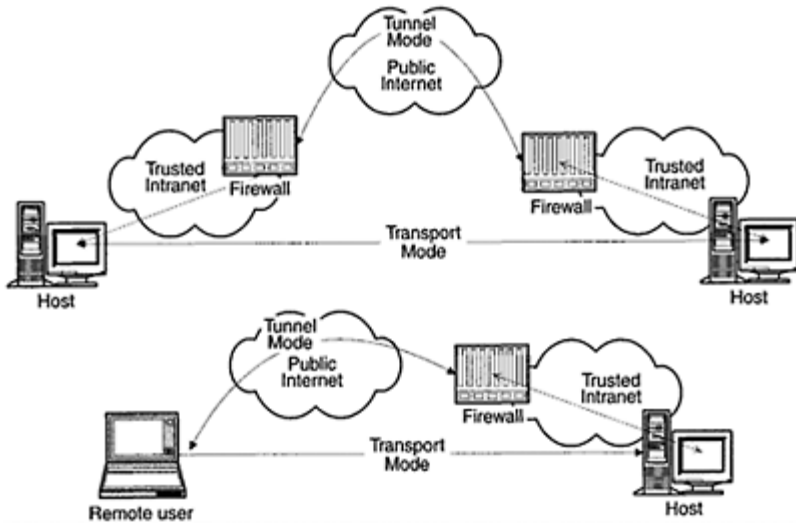 Tunnel
Mode
Public
Internet
Trusted
Intranet
Firewall
Trusted
Intranet
Firewall
Transport
Mode
Host
Host
Tunnel
Mode
Public
Internet
Trusted
Intranet
Firewall
Transport
Mode
Remote user
Host